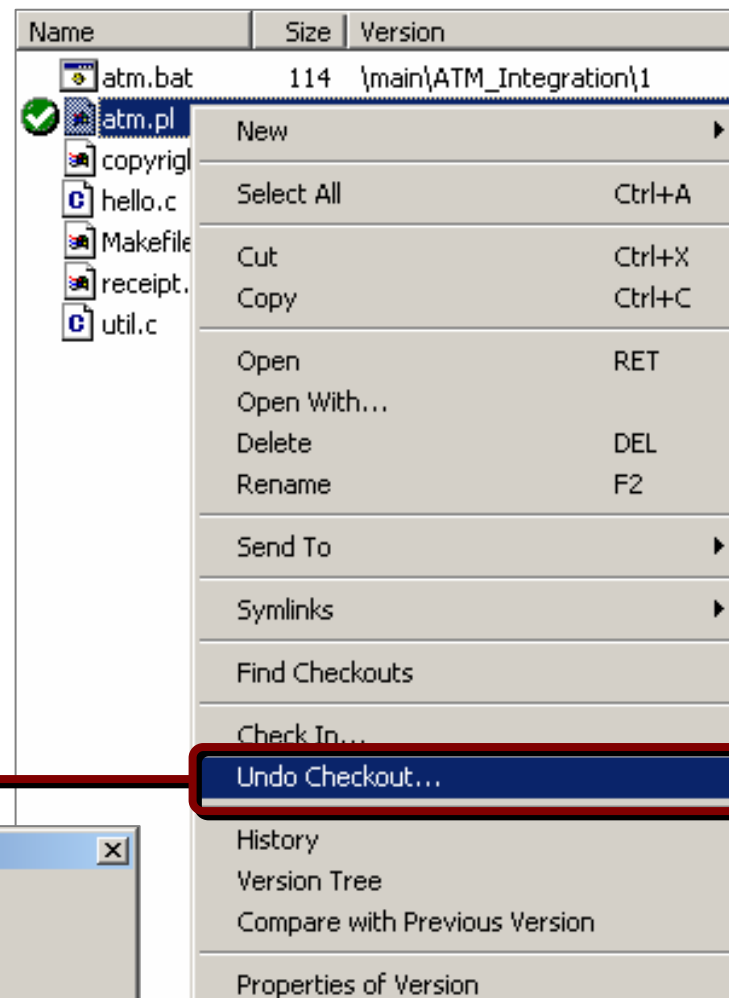 Name Size Version
atm.bat 114 \main\ATM_Integration\1
atm.pl
copyrigl
hello.c
Makefile
receipt.
util.c
New
Select All Ctrl+A
Cut Ctrl+X
Copy Ctrl+C
Open RET
Open With...
Delete DEL
Rename F2
Send To
Symlinks
Find Checkouts
Check In...
Undo Checkout...
History
Version Tree
Compare with Previous Version
Properties of Version